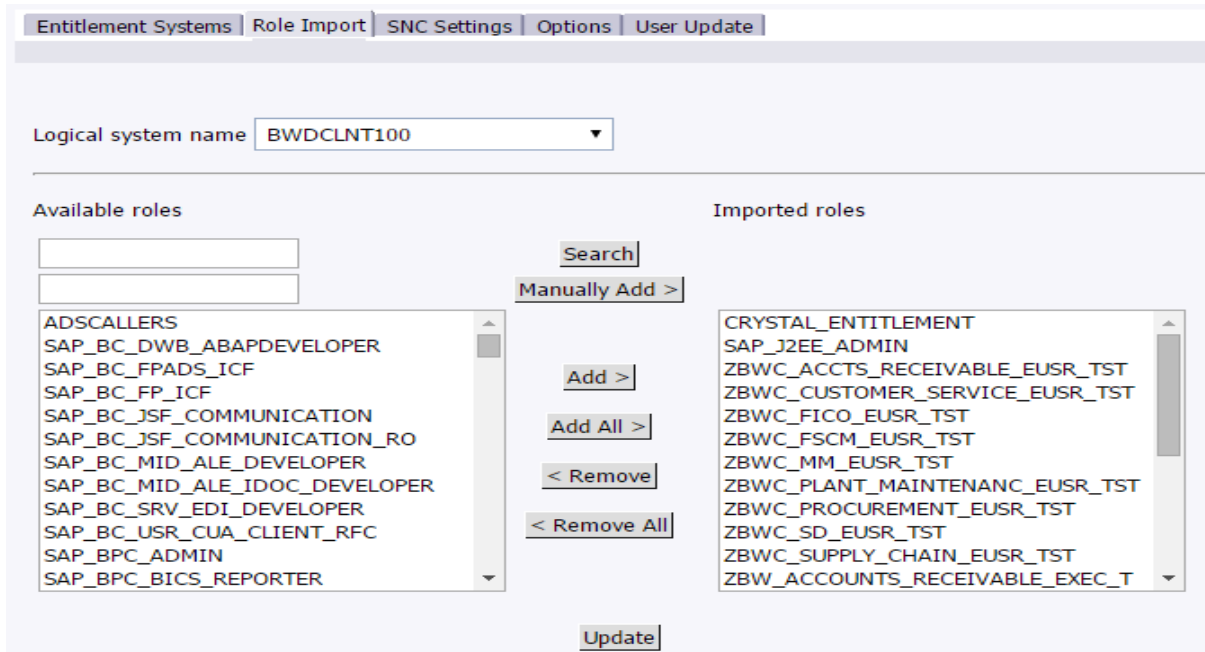 Entitlement Systems Role Import SNC Settings Options User Update
Logical system name BWDCLNT100
Available roles
Imported roles
Search
Manually Add >
ADSCALLERS
SAP_BC_DWB_ABAPDEVELOPER
SAP_BC_FPADS_ICF
SAP_BC_FP_ICF
SAP_BC_JSF_COMMUNICATION
SAP_BC_JSF_COMMUNICATION_RO
SAP_BC_MID_ALE_DEVELOPER
SAP_BC_MID_ALE_IDOC_DEVELOPER
SAP_BC_SRV_EDI_DEVELOPER
SAP_BC_USR_CUA_CLIENT_RFC
SAP_BPC_ADMIN
SAP_BPC_BICS_REPORTER
Add >
Add All >
< Remove
< Remove All
CRYSTAL_ENTITLEMENT
SAP_J2EE_ADMIN
ZBWC_ACCTS_RECEIVABLE_EUSR_TST
ZBWC_CUSTOMER_SERVICE_EUSR_TST
ZBWC_FICO_EUSR_TST
ZBWC_FSCM_EUSR_TST
ZBWC_MM_EUSR_TST
ZBWC_PLANT_MAINTENANC_EUSR_TST
ZBWC_PROCUREMENT_EUSR_TST
ZBWC_SD_EUSR_TST
ZBWC_SUPPLY_CHAIN_EUSR_TST
ZBW_ACCOUNTS_RECEIVABLE_EXEC_T
Update